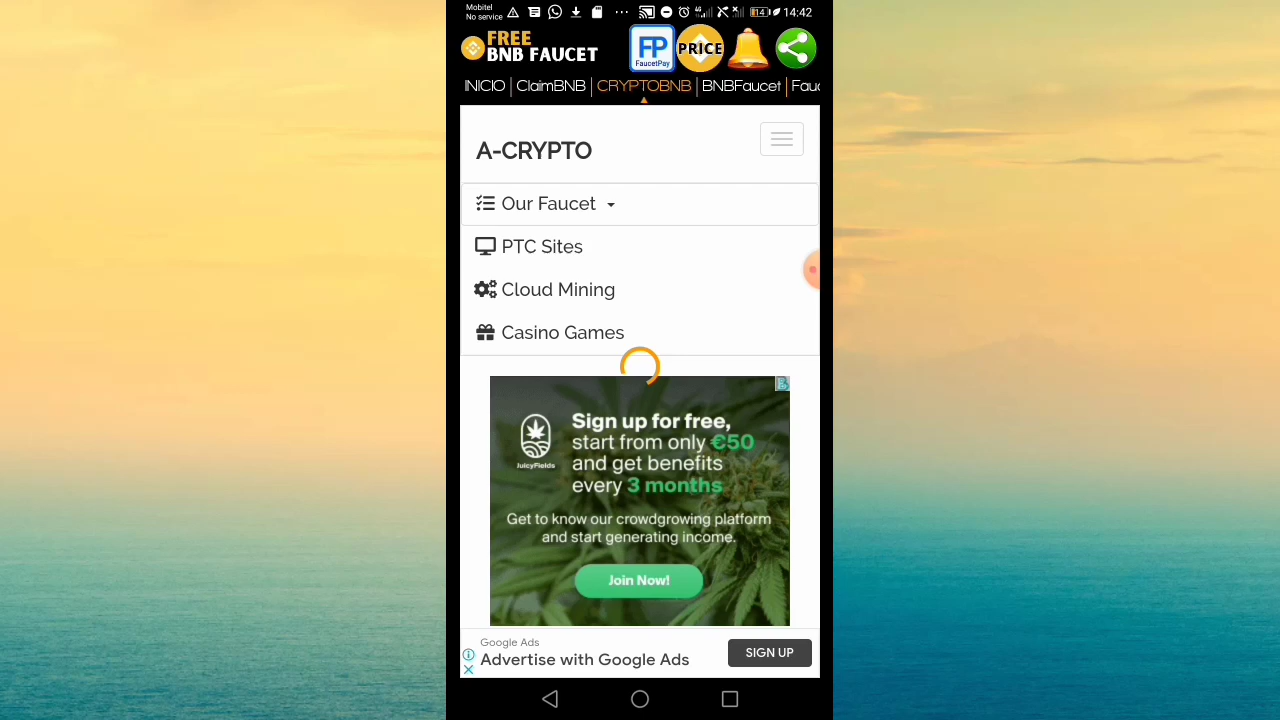 Mobitel
No service
4G
14
14:42
FREE
BNB FAUCET
FP
FaucetPay
PRICE
INICIO | ClaimBNB | CRYPTOBNB | BNBFaucet | Fauc
A-CRYPTO
Our Faucet
PTC Sites
Cloud Mining
Casino Games
JuicyFields
Sign up for free,
start from only €50
and get benefits
every 3 months
Get to know our crowdgrowing platform
and start generating income.
Join Now!
Google Ads
Advertise with Google Ads
SIGN UP